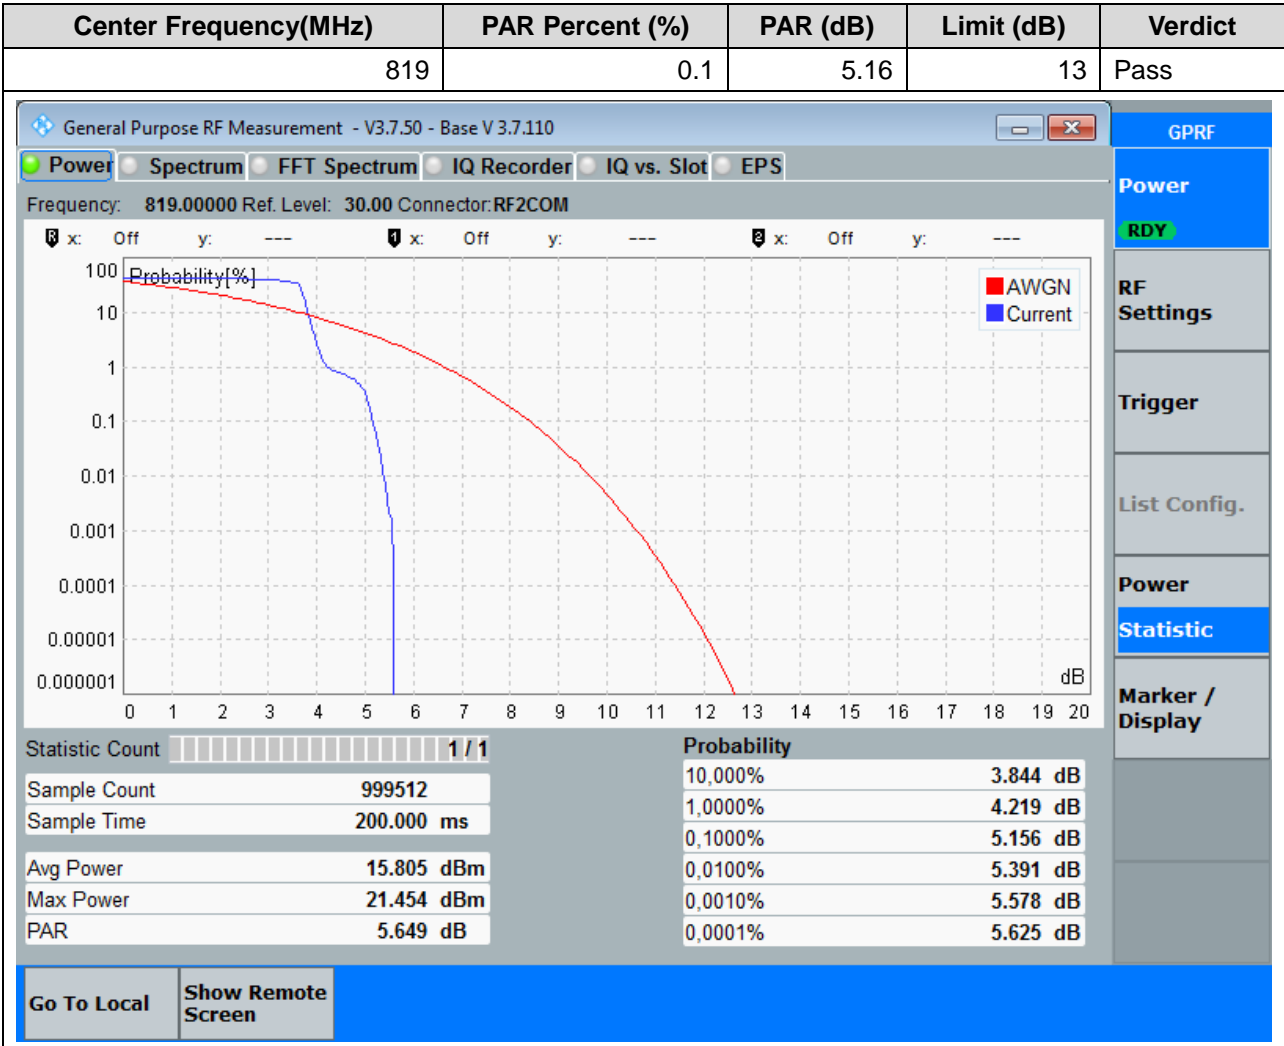 Center Frequency(MHz) PAR Percent (%) PAR (dB) Limit (dB) Verdict
819 0.1 5.16 13 Pass
General Purpose RF Measurement - V3.7.50 - Base V 3.7.110
GPRF
Power Spectrum FFT Spectrum IQ Recorder IQ vs. Slot EPS
Frequency: 819.00000 Ref. Level: 30.00 Connector: RF2COM
R x: Off y: --- 1 x: Off y: --- 2 x: Off y: ---
Probability[%]
100
10
1
0.1
0.01
0.001
0.0001
0.00001
0.000001
AWGN
Current
dB
0 1 2 3 4 5 6 7 8 9 10 11 12 13 14 15 16 17 18 19 20
Statistic Count 1 / 1
Sample Count 999512
Sample Time 200.000 ms
Avg Power 15.805 dBm
Max Power 21.454 dBm
PAR 5.649 dB
Probability
10,000% 3.844 dB
1,0000% 4.219 dB
0,1000% 5.156 dB
0,0100% 5.391 dB
0,0010% 5.578 dB
0,0001% 5.625 dB
Power
RDY
RF
Settings
Trigger
List Config.
Power
Statistic
Marker /
Display
Go To Local
Show Remote
Screen